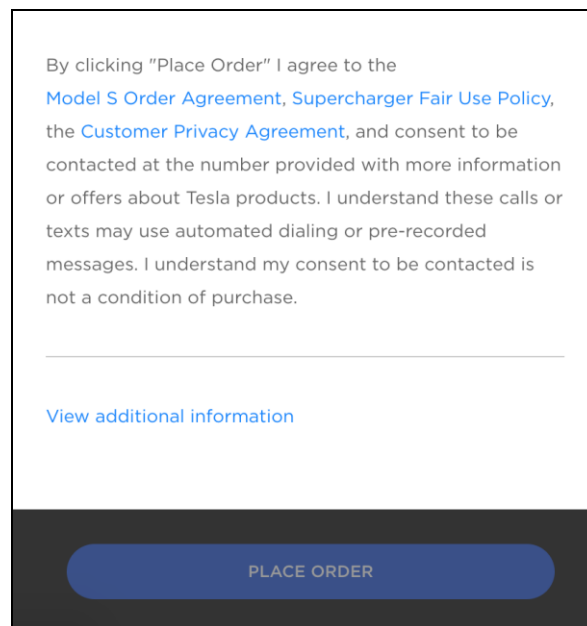 By clicking "Place Order" I agree to the
Model S Order Agreement, Supercharger Fair Use Policy,
the Customer Privacy Agreement, and consent to be
contacted at the number provided with more information
or offers about Tesla products. I understand these calls or
texts may use automated dialing or pre-recorded
messages. I understand my consent to be contacted is
not a condition of purchase.
View additional information
PLACE ORDER